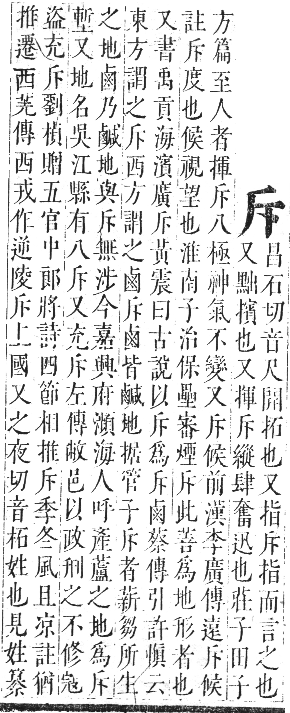 斥
昌石切音尺開拓也又指斥指而言之也
又黜擯也又揮斥縱肆奮迅也莊子田子
方篇至人者揮斥八極神氣不變又斥候前漢李廣傳遠斥候
註斥度也候視望也淮南子治保壘審煙斥此善為地形者也
又書禹貢海濱廣斥黃震曰古說以斥為斥鹵蔡傳引許慎云
東方謂之斥西方謂之鹵斥鹵皆鹹地据管子斥者薪芻所生
之地鹵乃鹹地與斥無涉今嘉興府瀕海人呼產蘆之地為斥
塹又地名吳江縣有八斥又充斥左傳敝邑以政刑之不修寇
盜充斥劉楨贈五官中郎將詩四節相推斥季冬風且凉註猶
推遷西羌傳西戎作逆陵斥上國又之夜切音柘姓也見姓纂